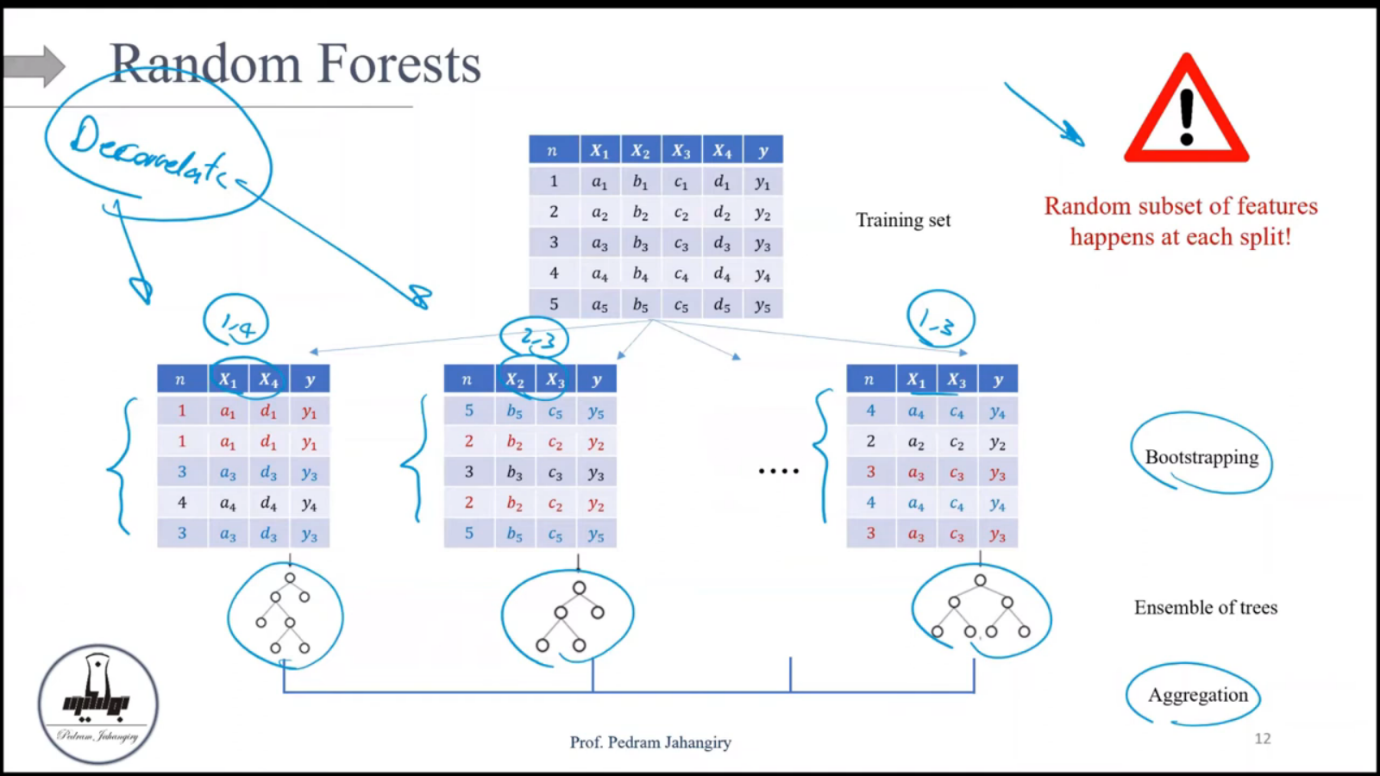 Random Forests
Decorrelate
n X₁ X₂ X₃ X₄ y
1 a₁ b₁ c₁ d₁ y₁
2 a₂ b₂ c₂ d₂ y₂
3 a₃ b₃ c₃ d₃ y₃
4 a₄ b₄ c₄ d₄ y₄
5 a₅ b₅ c₅ d₅ y₅
Training set
Random subset of features
happens at each split!
1,4
n X₁ X₄ y
1 a₁ d₁ y₁
1 a₁ d₁ y₁
3 a₃ d₃ y₃
4 a₄ d₄ y₄
3 a₃ d₃ y₃
2,3
n X₂ X₃ y
5 b₅ c₅ y₅
2 b₂ c₂ y₂
3 b₃ c₃ y₃
2 b₂ c₂ y₂
5 b₅ c₅ y₅
....
1,3
n X₁ X₃ y
4 a₄ c₄ y₄
2 a₂ c₂ y₂
3 a₃ c₃ y₃
4 a₄ c₄ y₄
3 a₃ c₃ y₃
Bootstrapping
Ensemble of trees
Aggregation
Pedram Jahangiry
Prof. Pedram Jahangiry
12